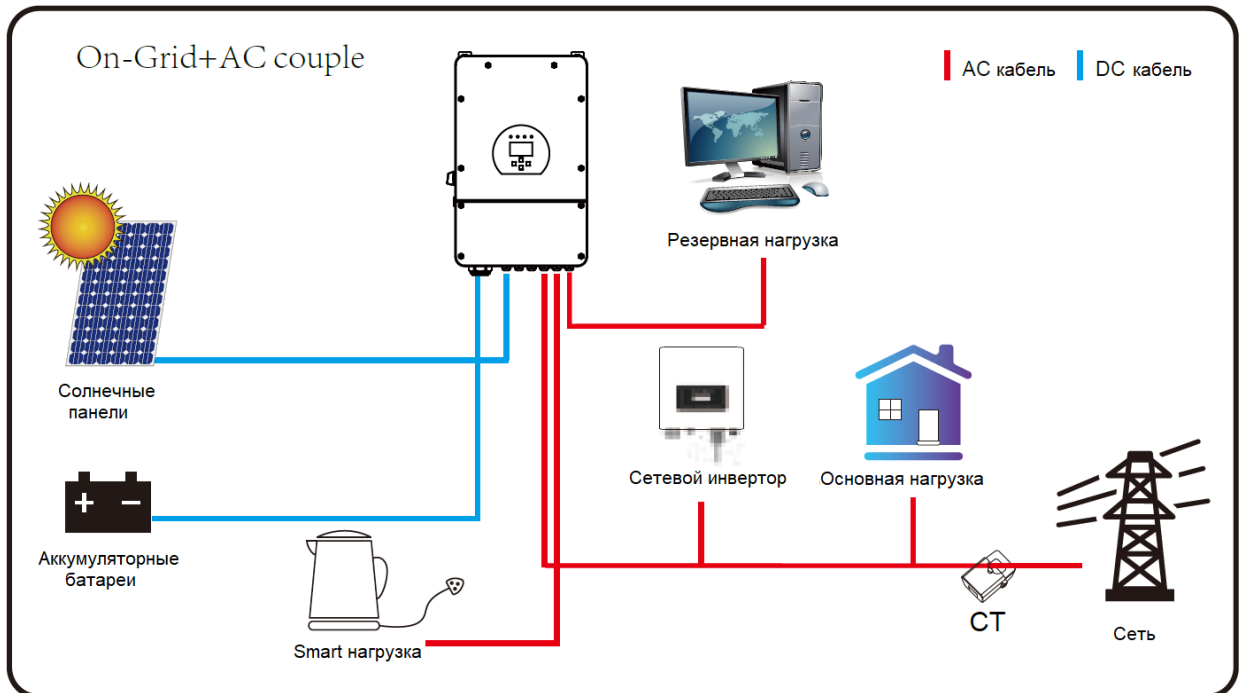 On-Grid+AC couple
AC кабель
DC кабель
Резервная нагрузка
Солнечные
панели
Сетевой инвертор
Основная нагрузка
Аккумуляторные
батареи
Smart нагрузка
CT
Сеть